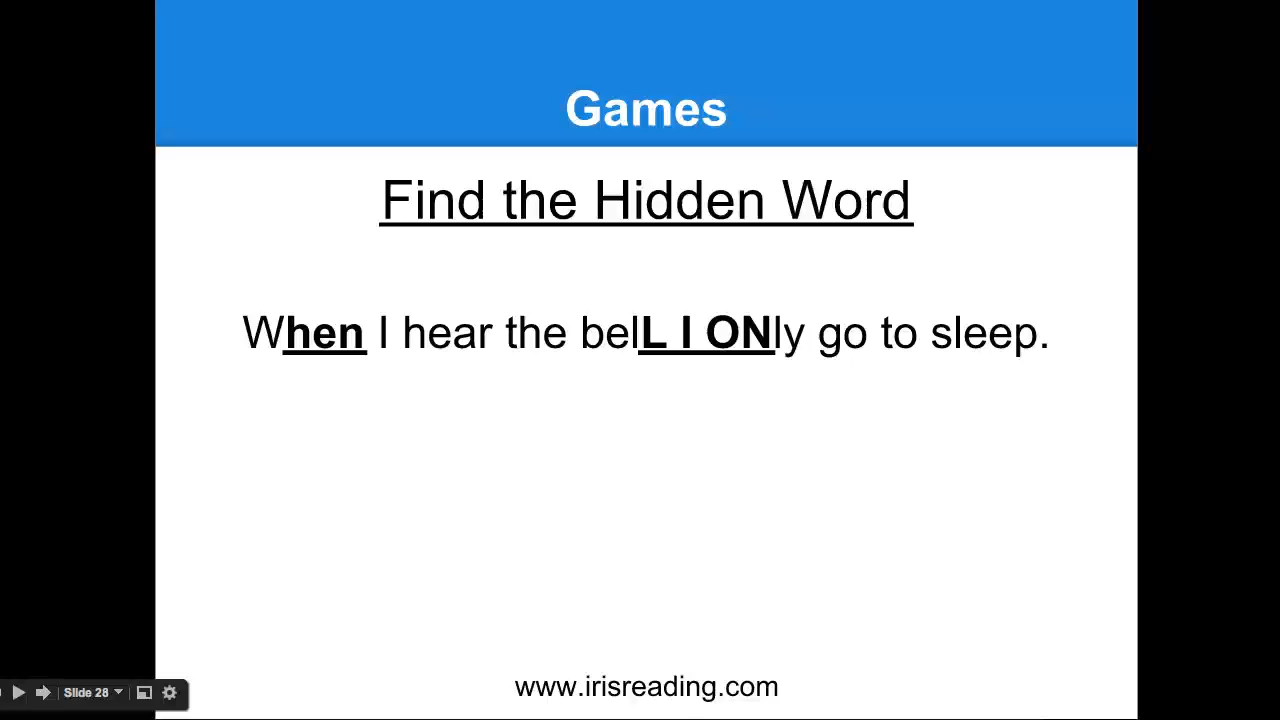 Games
Find the Hidden Word
When I hear the belL I ONly go to sleep.
www.irisreading.com
Slide 28